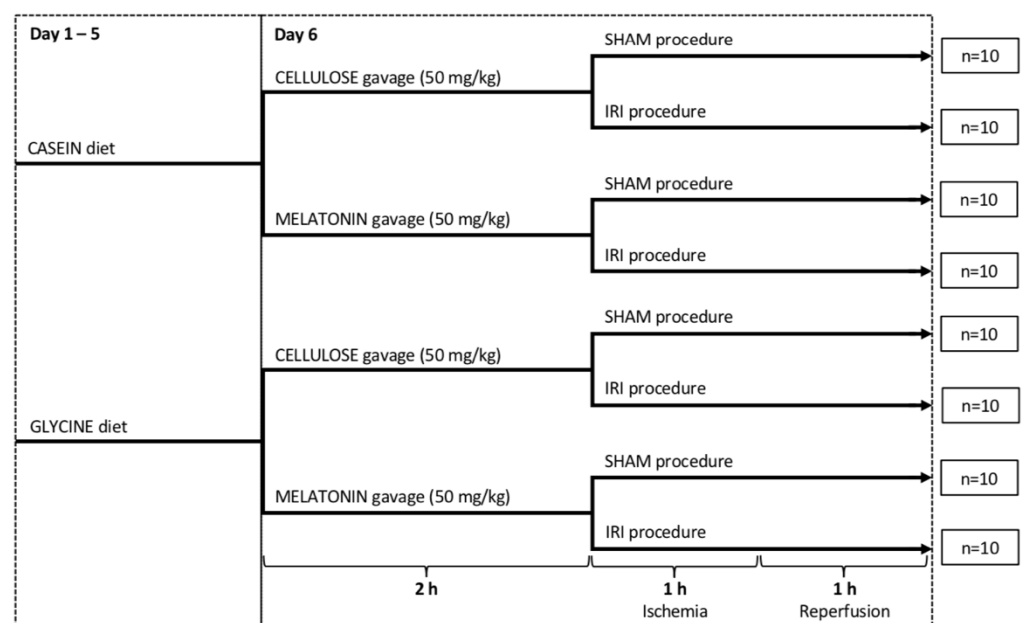 Day 1 – 5
Day 6
SHAM procedure
n=10
CELLULOSE gavage (50 mg/kg)
IRI procedure
n=10
CASEIN diet
SHAM procedure
n=10
MELATONIN gavage (50 mg/kg)
IRI procedure
n=10
SHAM procedure
n=10
CELLULOSE gavage (50 mg/kg)
IRI procedure
n=10
GLYCINE diet
SHAM procedure
n=10
MELATONIN gavage (50 mg/kg)
IRI procedure
n=10
2 h
1 h
Ischemia
1 h
Reperfusion